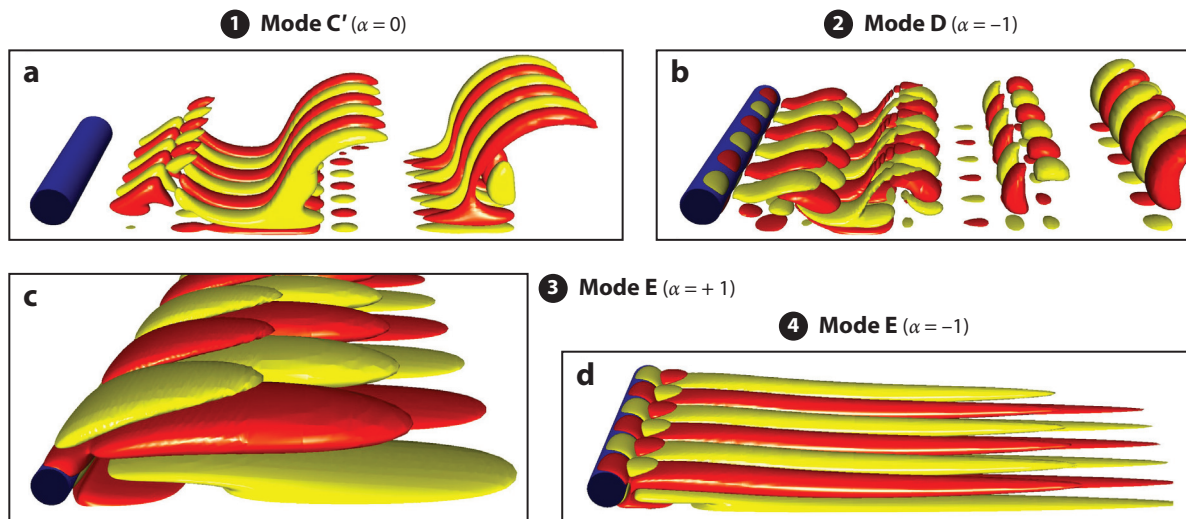 1 Mode C′ (α = 0)
2 Mode D (α = –1)
a
b
c
3 Mode E (α = + 1)
4 Mode E (α = –1)
d